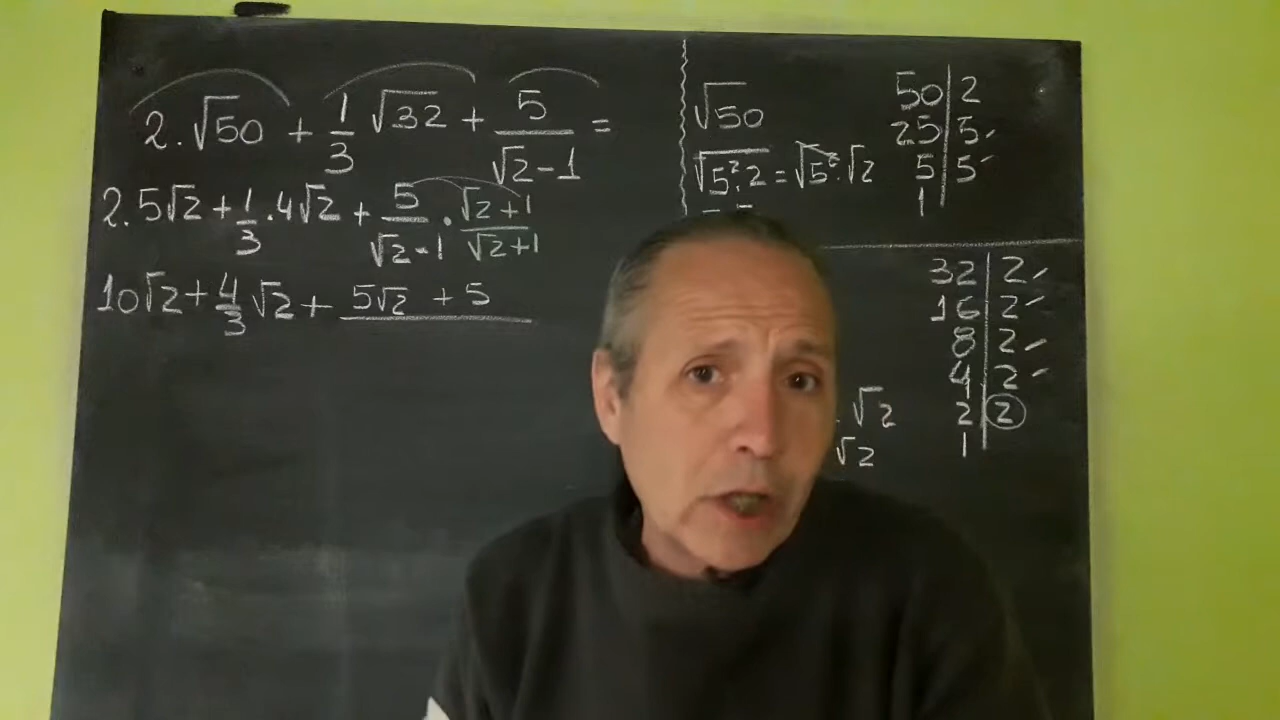 2.√50 + 1/3 √32 + 5/(√2-1) =
2.5√2 + 1/3 . 4√2 + 5/(√2-1) . (√2+1)/(√2+1)
10√2 + 4/3 √2 + 5√2 + 5
√50
√5².2 = √5² . √2
50 | 2
25 | 5
5 | 5
1
32 | 2
16 | 2
8 | 2
4 | 2
2 | 2
1
. √2
√2